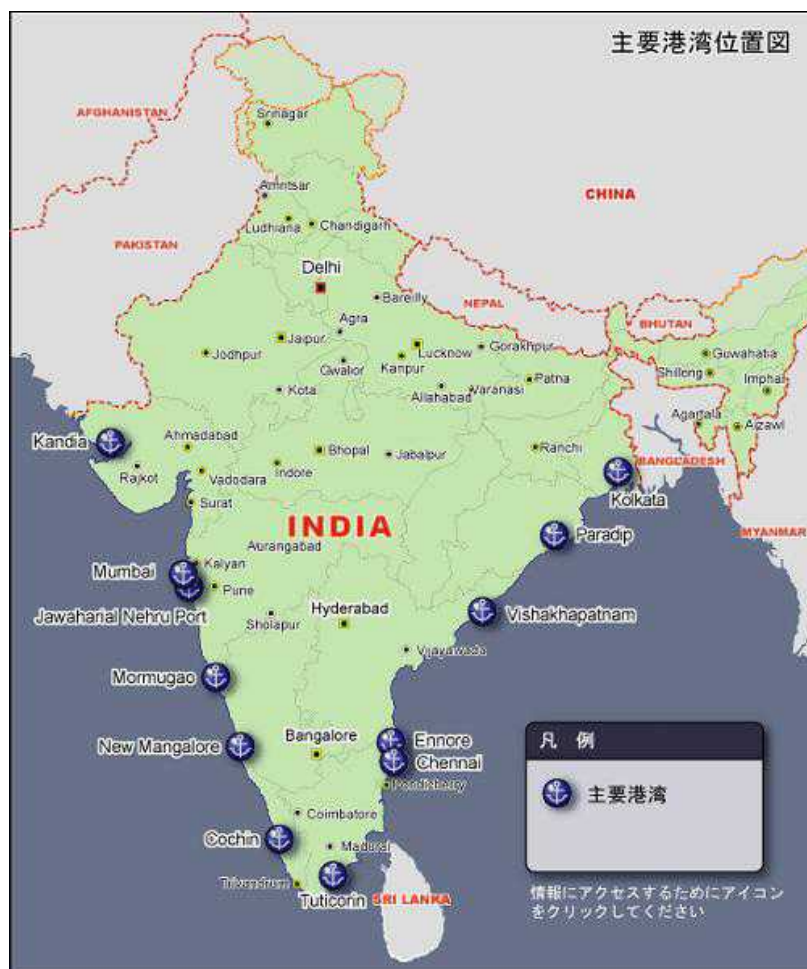 主要港湾位置図
AFGHANISTAN
Srinagar
Amritsar
CHINA
Ludhiana
Chandigarh
PAKISTAN
Delhi
Bareilly
NEPAL
Agra
BHUTAN
Jaipur
Jodhpur
Lucknow
Gorakhpur
Guwahatia
Gwalior
Kanpur
Shillong
Kota
Allahabad
Varanasi
Patna
Imphal
Agartala
Aizawl
Kandia
Ahmadabad
Bhopal
Jabalpur
Ranchi
BANGLADESH
Rajkot
Vadodara
Indore
Kolkata
Surat
INDIA
Paradip
MYANMAR
Aurangabad
Kalyan
Mumbai
Pune
Jawaharial Nehru Port
Hyderabad
Vishakhapatnam
Sholapur
Vijayawada
Mormugao
New Mangalore
Bangalore
Ennore
凡 例
Chennai
Pondicherry
主要港湾
Coimbatore
Cochin
Madurai
Trivandrum
Tuticorin
SRI LANKA
情報にアクセスするためにアイコン
をクリックしてください